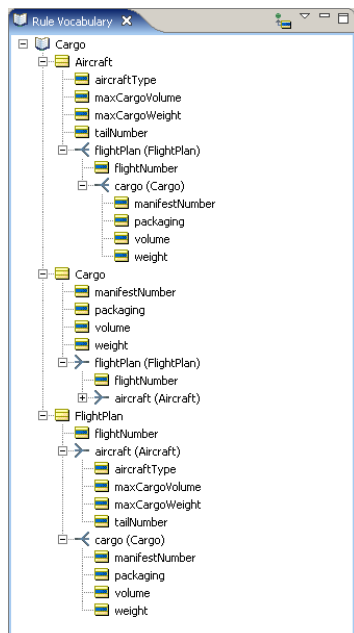 Rule Vocabulary
Cargo
Aircraft
aircraftType
maxCargoVolume
maxCargoWeight
tailNumber
flightPlan (FlightPlan)
flightNumber
cargo (Cargo)
manifestNumber
packaging
volume
weight
Cargo
manifestNumber
packaging
volume
weight
flightPlan (FlightPlan)
flightNumber
aircraft (Aircraft)
FlightPlan
flightNumber
aircraft (Aircraft)
aircraftType
maxCargoVolume
maxCargoWeight
tailNumber
cargo (Cargo)
manifestNumber
packaging
volume
weight